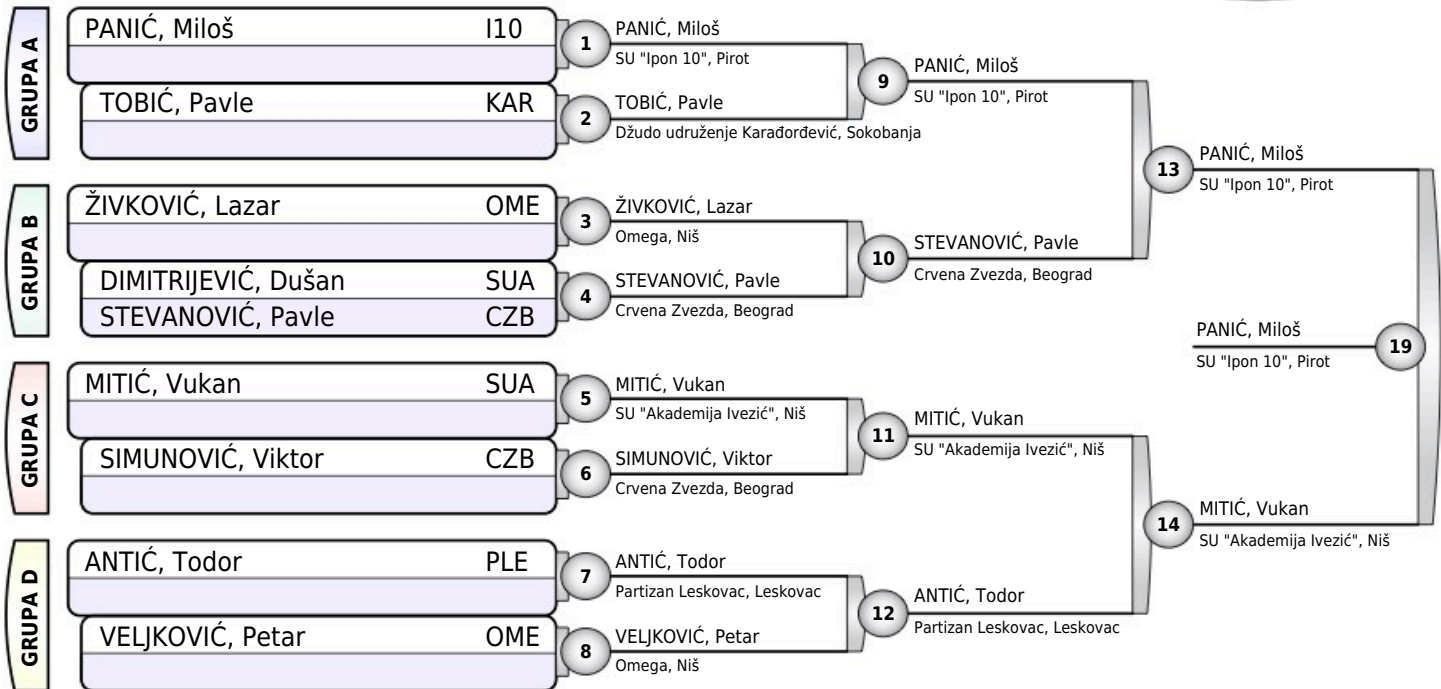 GRUPA A
PANIĆ, Miloš I10
TOBIĆ, Pavle KAR
GRUPA B
ŽIVKOVIĆ, Lazar OME
DIMITRIJEVIĆ, Dušan SUA
STEVANOVIĆ, Pavle CZB
GRUPA C
MITIĆ, Vukan SUA
SIMUNOVIĆ, Viktor CZB
GRUPA D
ANTIĆ, Todor PLE
VELJKOVIĆ, Petar OME
1
PANIĆ, Miloš
SU "Ipon 10", Pirot
2
TOBIĆ, Pavle
Džudo udruženje Karađorđević, Sokobanja
3
ŽIVKOVIĆ, Lazar
Omega, Niš
4
STEVANOVIĆ, Pavle
Crvena Zvezda, Beograd
5
MITIĆ, Vukan
SU "Akademija Ivezić", Niš
6
SIMUNOVIĆ, Viktor
Crvena Zvezda, Beograd
7
ANTIĆ, Todor
Partizan Leskovac, Leskovac
8
VELJKOVIĆ, Petar
Omega, Niš
9
PANIĆ, Miloš
SU "Ipon 10", Pirot
10
STEVANOVIĆ, Pavle
Crvena Zvezda, Beograd
11
MITIĆ, Vukan
SU "Akademija Ivezić", Niš
12
ANTIĆ, Todor
Partizan Leskovac, Leskovac
13
PANIĆ, Miloš
SU "Ipon 10", Pirot
14
MITIĆ, Vukan
SU "Akademija Ivezić", Niš
PANIĆ, Miloš
SU "Ipon 10", Pirot
19